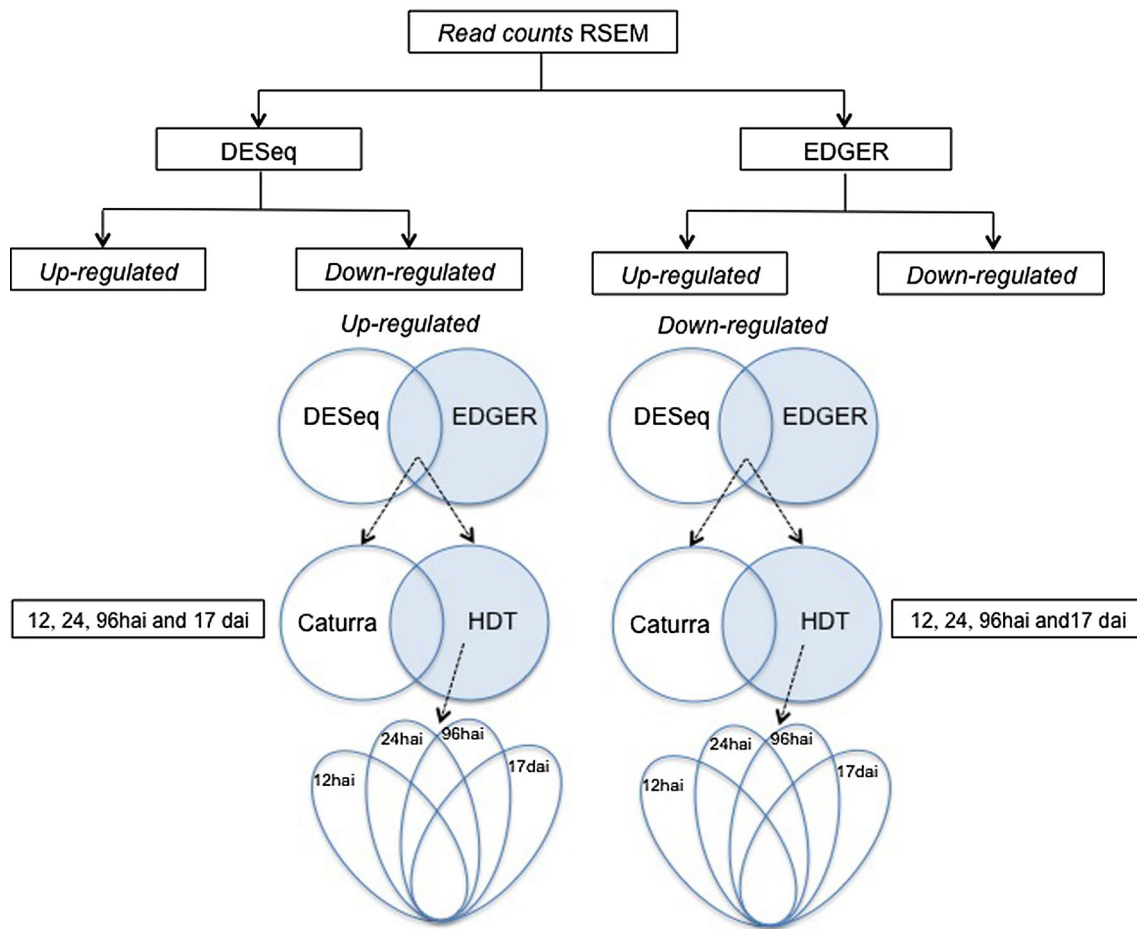 Read counts RSEM
DESeq
EDGER
Up-regulated
Down-regulated
Up-regulated
Down-regulated
Up-regulated
Down-regulated
DESeq
EDGER
DESeq
EDGER
12, 24, 96hai and 17 dai
Caturra
HDT
Caturra
HDT
12, 24, 96hai and17 dai
12hai
24hai
96hai
17dai
12hai
24hai
96hai
17dai